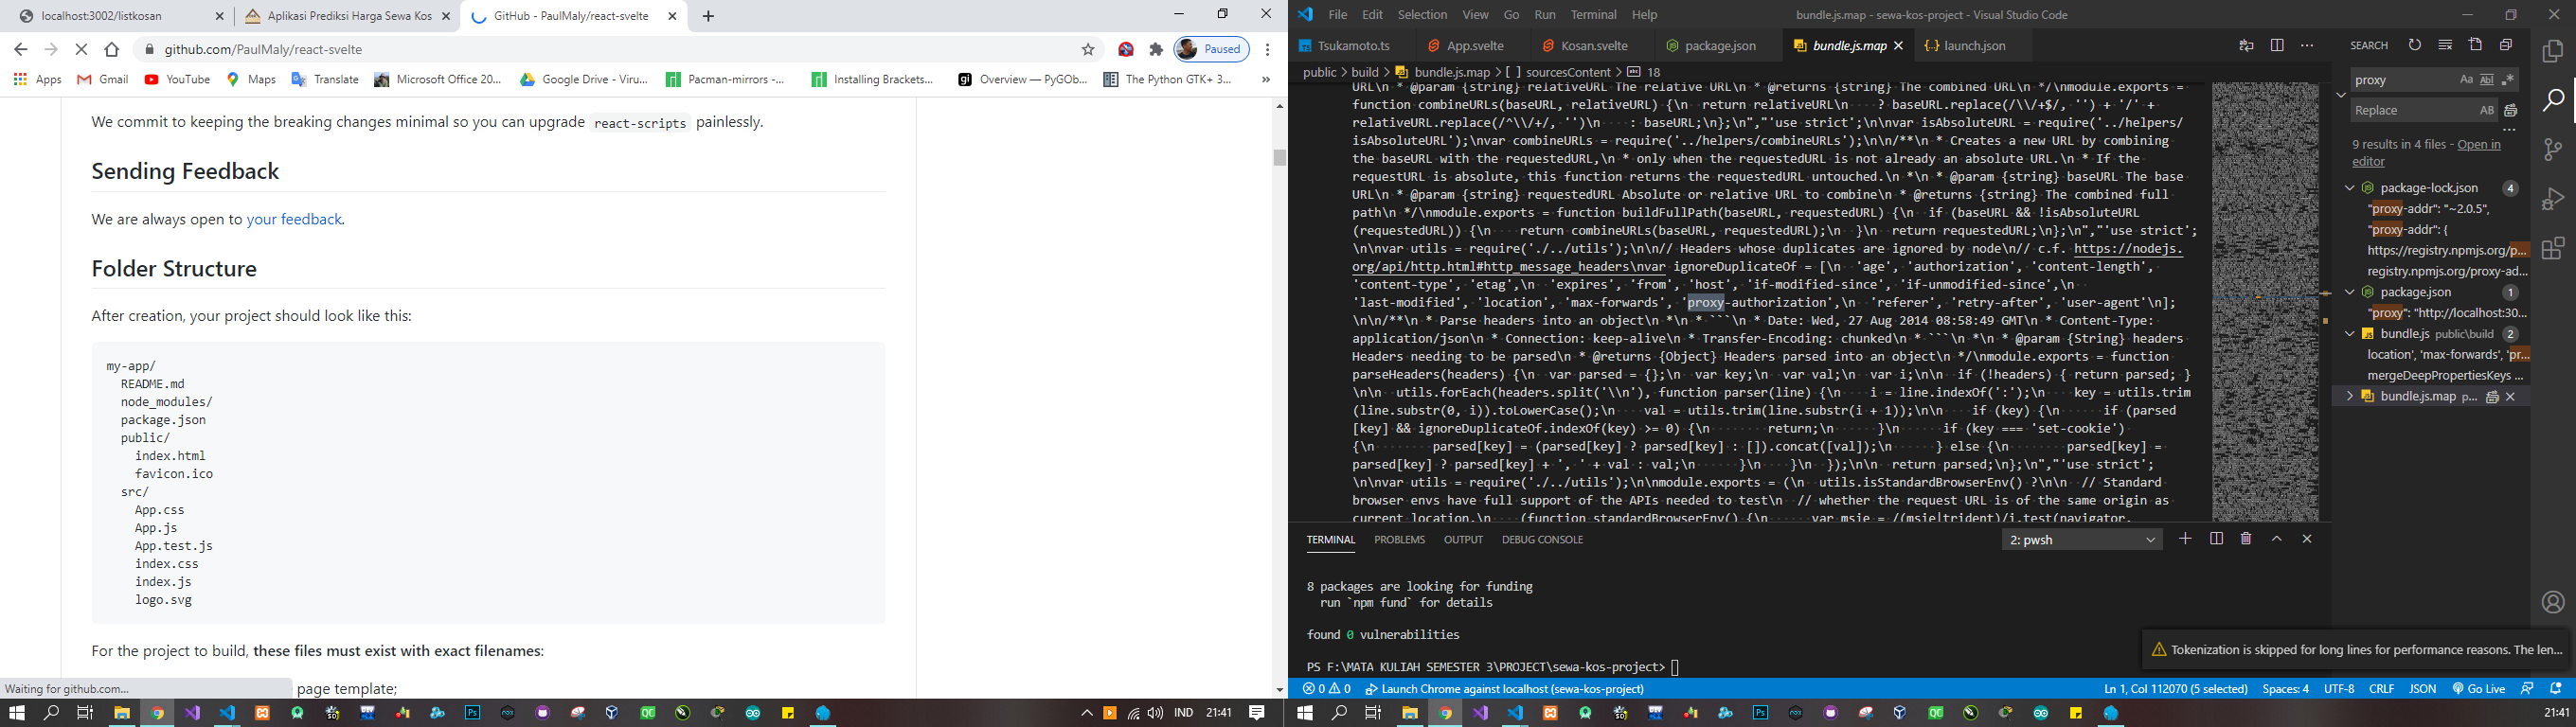 localhost:3002/listkosan
Aplikasi Prediksi Harga Sewa Kos
GitHub - PaulMaly/react-svelte
github.com/PaulMaly/react-svelte
Paused
Apps
Gmail
YouTube
Maps
Translate
Microsoft Office 20...
Google Drive - Viru...
Pacman-mirrors -...
Installing Brackets...
Overview — PyGOb...
The Python GTK+ 3...
»
We commit to keeping the breaking changes minimal so you can upgrade react-scripts painlessly.
Sending Feedback
We are always open to your feedback.
Folder Structure
After creation, your project should look like this:
my-app/
README.md
node_modules/
package.json
public/
index.html
favicon.ico
src/
App.css
App.js
App.test.js
index.css
index.js
logo.svg
For the project to build, these files must exist with exact filenames:
page template;
Waiting for github.com...
IND
21:41
File Edit Selection View Go Run Terminal Help
bundle.js.map - sewa-kos-project - Visual Studio Code
Tsukamoto.ts
App.svelte
Kosan.svelte
package.json
bundle.js.map
launch.json
public > build > bundle.js.map > [ ] sourcesContent > abc 18
URL\n * @param {string} relativeURL The relative URL\n * @returns {string} The combined URL\n */\nmodule.exports =
function combineURLs(baseURL, relativeURL) {\n  return relativeURL\n    ? baseURL.replace(/\\/+$/, '') + '/' +
relativeURL.replace(/^\\/+/, '')\n    : baseURL;\n};\n","'use strict';\n\nvar isAbsoluteURL = require('../helpers/
isAbsoluteURL');\nvar combineURLs = require('../helpers/combineURLs');\n\n/**\n * Creates a new URL by combining
the baseURL with the requestedURL,\n * only when the requestedURL is not already an absolute URL.\n * If the
requestURL is absolute, this function returns the requestedURL untouched.\n *\n * @param {string} baseURL The base
URL\n * @param {string} requestedURL Absolute or relative URL to combine\n * @returns {string} The combined full
path\n */\nmodule.exports = function buildFullPath(baseURL, requestedURL) {\n  if (baseURL && !isAbsoluteURL
(requestedURL)) {\n    return combineURLs(baseURL, requestedURL);\n  }\n  return requestedURL;\n};\n","'use strict';
\n\nvar utils = require('./../utils');\n\n// Headers whose duplicates are ignored by node\n// c.f. https://nodejs.
org/api/http.html#http_message_headers\nvar ignoreDuplicateOf = [\n  'age', 'authorization', 'content-length',
'content-type', 'etag',\n  'expires', 'from', 'host', 'if-modified-since', 'if-unmodified-since',\n
'last-modified', 'location', 'max-forwards', 'proxy-authorization',\n  'referer', 'retry-after', 'user-agent'\n];
\n\n/**\n * Parse headers into an object\n *\n * ```\n * Date: Wed, 27 Aug 2014 08:58:49 GMT\n * Content-Type:
application/json\n * Connection: keep-alive\n * Transfer-Encoding: chunked\n * ```\n *\n * @param {String} headers
Headers needing to be parsed\n * @returns {Object} Headers parsed into an object\n */\nmodule.exports = function
parseHeaders(headers) {\n  var parsed = {};\n  var key;\n  var val;\n  var i;\n\n  if (!headers) { return parsed; }
\n\n  utils.forEach(headers.split('\\n'), function parser(line) {\n    i = line.indexOf(':');\n    key = utils.trim
(line.substr(0, i)).toLowerCase();\n    val = utils.trim(line.substr(i + 1));\n\n    if (key) {\n      if (parsed
[key] && ignoreDuplicateOf.indexOf(key) >= 0) {\n        return;\n      }\n      if (key === 'set-cookie')
{\n        parsed[key] = (parsed[key] ? parsed[key] : []).concat([val]);\n      } else {\n        parsed[key] =
parsed[key] ? parsed[key] + ', ' + val : val;\n      }\n    }\n  });\n\n  return parsed;\n};\n","'use strict';
\n\nvar utils = require('./../utils');\n\nmodule.exports = (\n  utils.isStandardBrowserEnv() ?\n\n  // Standard
browser envs have full support of the APIs needed to test\n  // whether the request URL is of the same origin as
current location.\n    (function standardBrowserEnv() {\n      var msie = /(msie|trident)/i.test(navigator.
SEARCH
proxy
Aa
Replace
AB
9 results in 4 files - Open in
editor
package-lock.json 4
"proxy-addr": "~2.0.5",
"proxy-addr": {
https://registry.npmjs.org/p...
registry.npmjs.org/proxy-ad...
package.json 1
"proxy": "http://localhost:30...
bundle.js public\build 2
location', 'max-forwards', 'pr...
mergeDeepPropertiesKeys ...
bundle.js.map p...
TERMINAL PROBLEMS OUTPUT DEBUG CONSOLE
2: pwsh
8 packages are looking for funding
run `npm fund` for details
found 0 vulnerabilities
PS F:\MATA KULIAH SEMESTER 3\PROJECT\sewa-kos-project>
Tokenization is skipped for long lines for performance reasons. The len...
0 0
Launch Chrome against localhost (sewa-kos-project)
Ln 1, Col 112070 (5 selected)
Spaces: 4
UTF-8
CRLF
JSON
Go Live
21:41